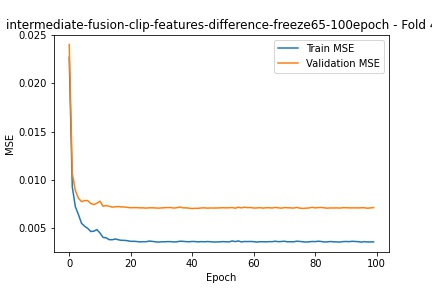 intermediate-fusion-clip-features-difference-freeze65-100epoch - Fold
0.025
Train MSE
Validation MSE
0.020
0.015
MSE
0.010
0.005
0 20 40 60 80 100
Epoch